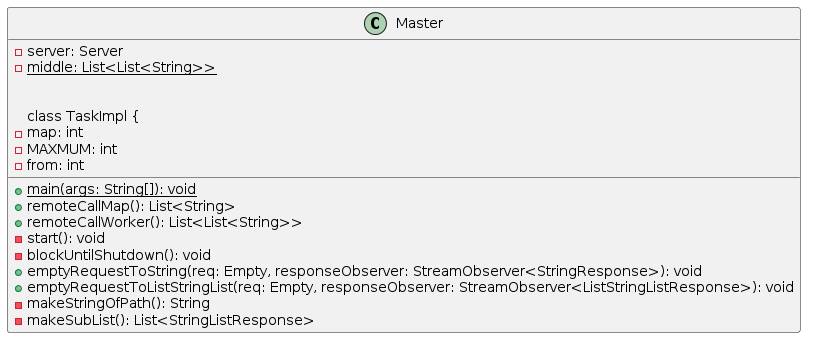 C Master
server: Server
middle: List<List<String>>
class TaskImpl {
map: int
MAXMUM: int
from: int
main(args: String[]): void
remoteCallMap(): List<String>
remoteCallWorker(): List<List<String>>
start(): void
blockUntilShutdown(): void
emptyRequestToString(req: Empty, responseObserver: StreamObserver<StringResponse>): void
emptyRequestToListStringList(req: Empty, responseObserver: StreamObserver<ListStringListResponse>): void
makeStringOfPath(): String
makeSubList(): List<StringListResponse>